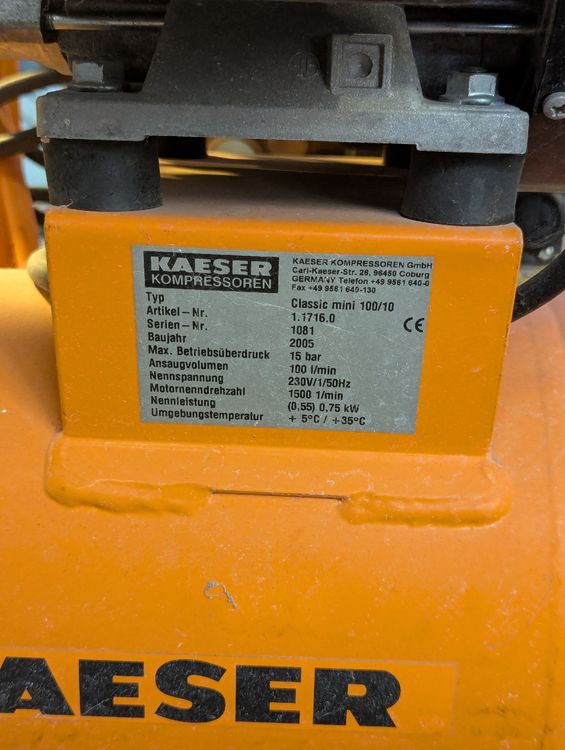 KAESER
KOMPRESSOREN
KAESER KOMPRESSOREN GmbH
Carl-Kaeser-Str. 26, 96450 Coburg
GERMANY Telefon +49 9561 640-0
Fax +49 9561 640-130
Typ Classic mini 100/10
Artikel-Nr. 1.1716.0
Serien-Nr. 1081
Baujahr 2005
Max. Betriebsüberdruck 15 bar
Ansaugvolumen 100 l/min
Nennspannung 230V/1/50Hz
Motornenndrehzahl 1500 1/min
Nennleistung (0,55) 0,75 kW
Umgebungstemperatur + 5°C / +35°C
CE
AESER